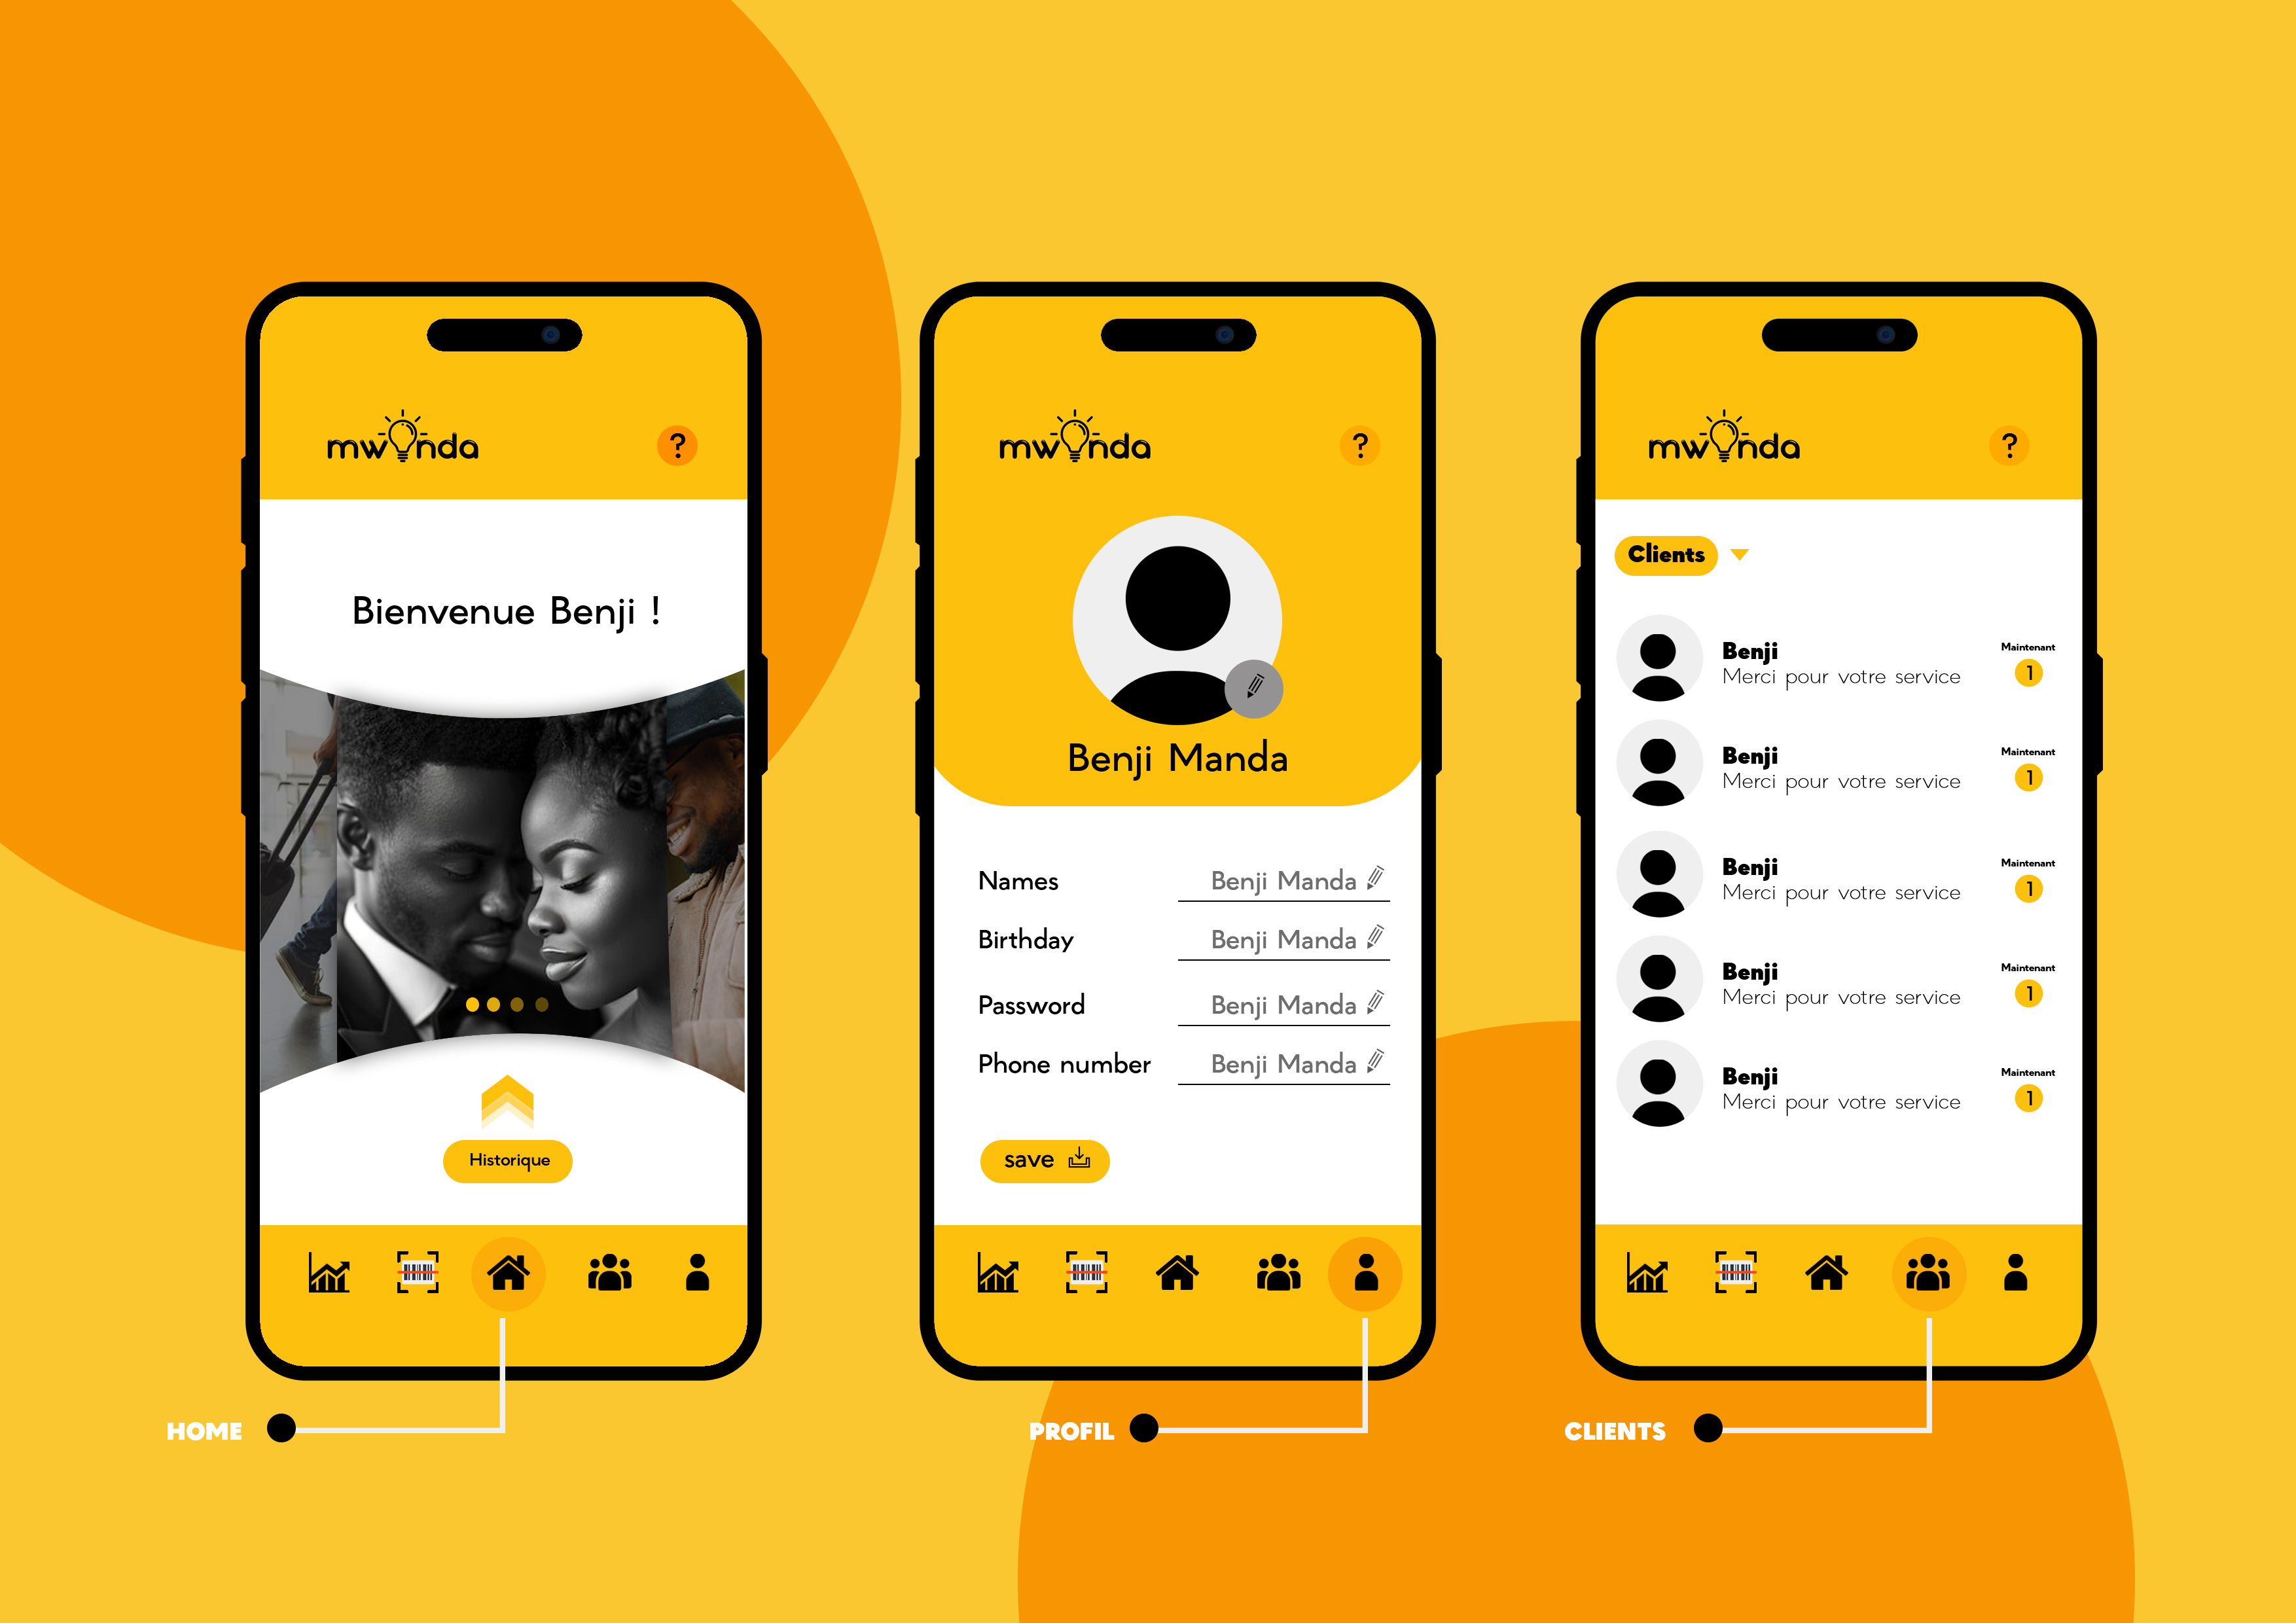 mwonda
?
Bienvenue Benji !
Historique
HOME
mwonda
?
Benji Manda
Names Benji Manda
Birthday Benji Manda
Password Benji Manda
Phone number Benji Manda
save
PROFIL
mwonda
?
Clients
Benji
Merci pour votre service
Maintenant
1
Benji
Merci pour votre service
Maintenant
1
Benji
Merci pour votre service
Maintenant
1
Benji
Merci pour votre service
Maintenant
1
Benji
Merci pour votre service
Maintenant
1
CLIENTS